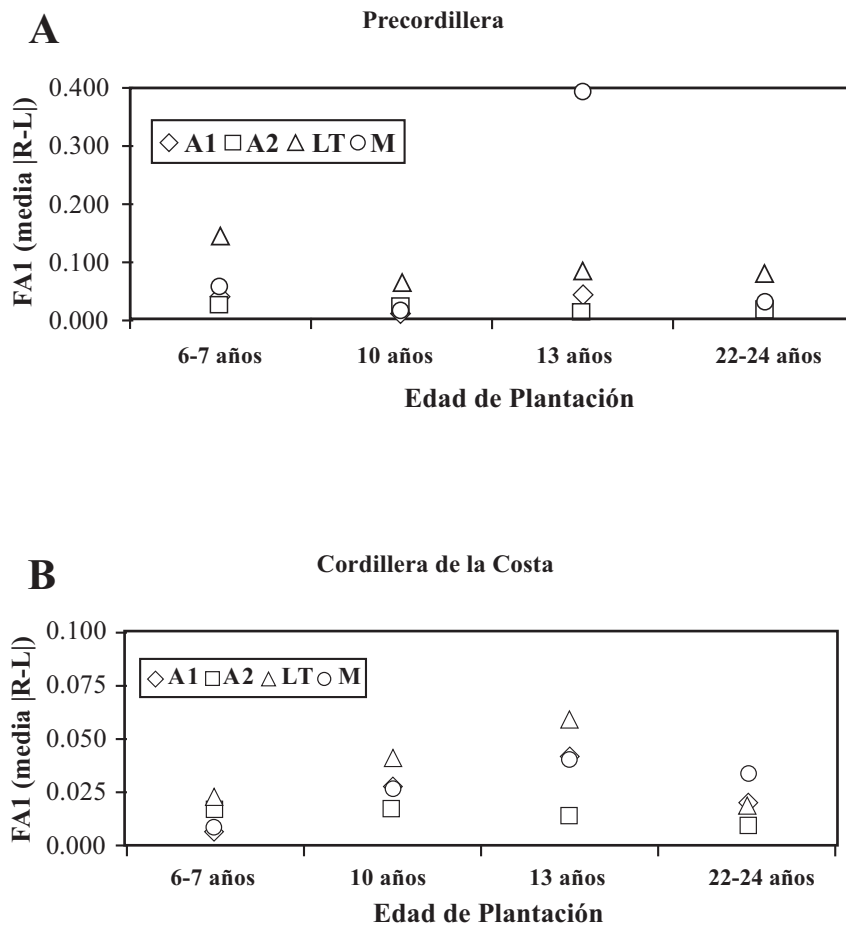 A
Precordillera
FA1 (media |R-L|)
0.400
0.300
0.200
0.100
0.000
A1 A2 LT M
6-7 años 10 años 13 años 22-24 años
Edad de Plantación
B
Cordillera de la Costa
FA1 (media |R-L|)
0.100
0.075
0.050
0.025
0.000
A1 A2 LT M
6-7 años 10 años 13 años 22-24 años
Edad de Plantación